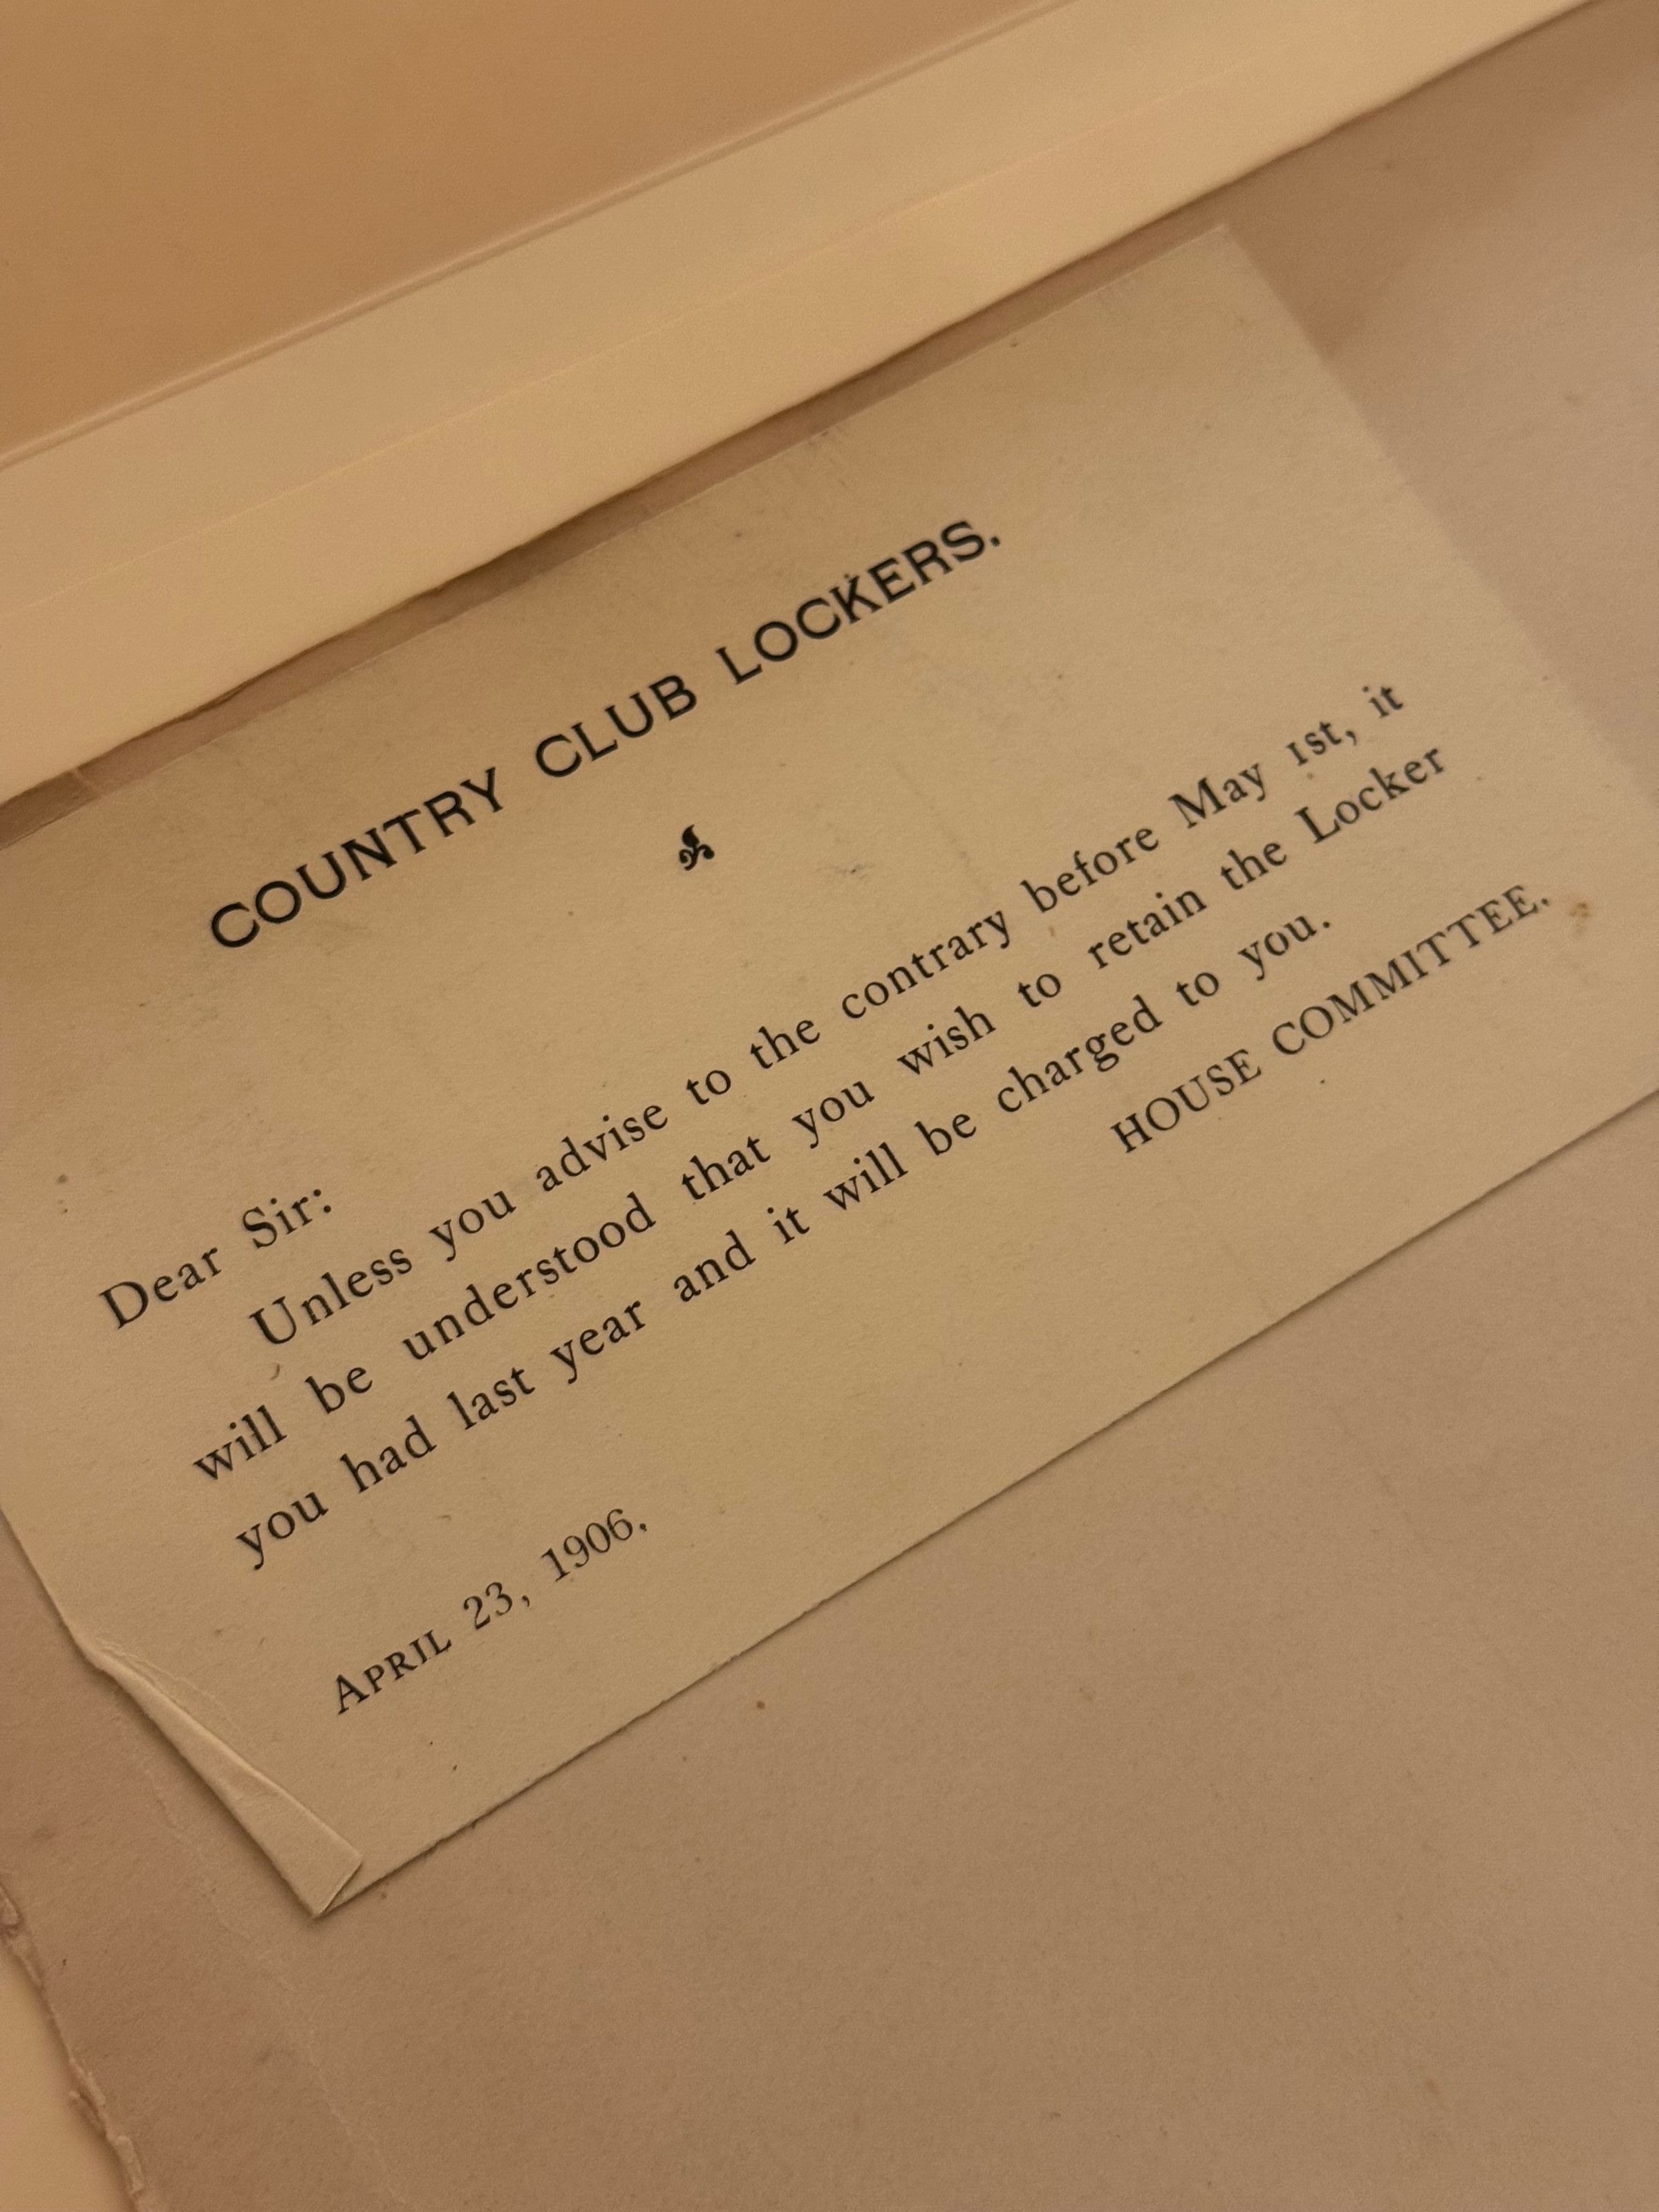 COUNTRY CLUB LOCKERS.
Dear Sir:
Unless you advise to the contrary before May 1st, it
will be understood that you wish to retain the Locker
you had last year and it will be charged to you.
HOUSE COMMITTEE.
APRIL 23, 1906.